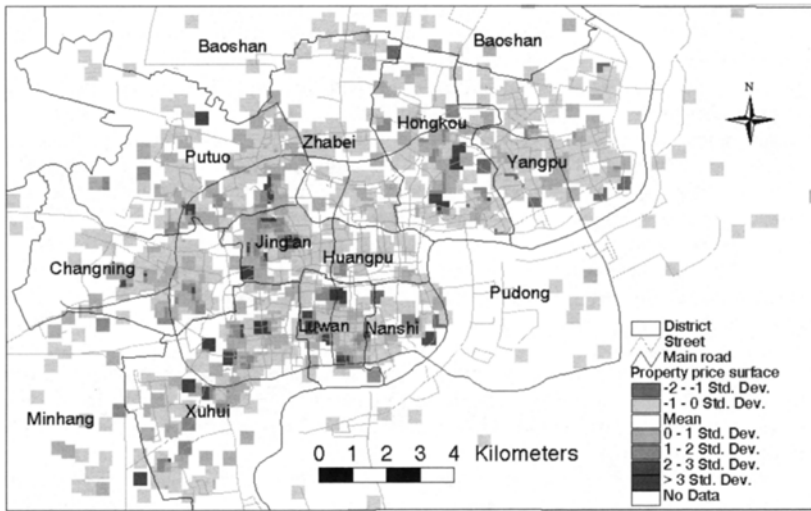 Baoshan
Baoshan
N
Hongkou
Zhabei
Putuo
Yangpu
Jing'an
Huangpu
Changning
Pudong
Luwan
Nanshi
Xuhui
Minhang
0 1 2 3 4 Kilometers
District
Street
Main road
Property price surface
-2 - -1 Std. Dev.
-1 - 0 Std. Dev.
Mean
0 - 1 Std. Dev.
1 - 2 Std. Dev.
2 - 3 Std. Dev.
> 3 Std. Dev.
No Data